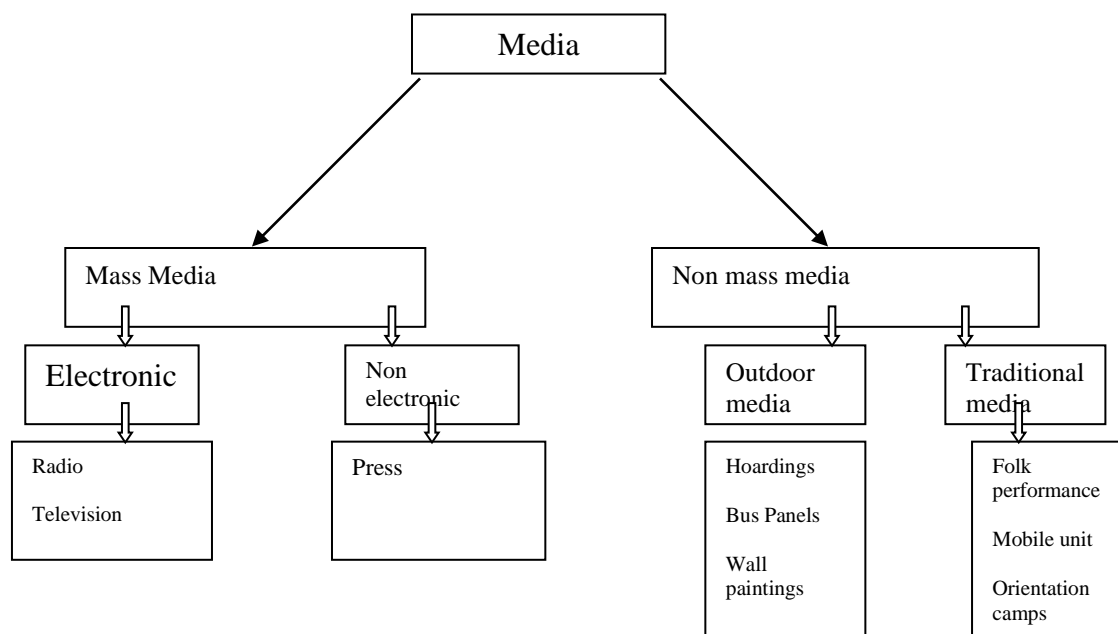 Media
Mass Media
Non mass media
Electronic
Non
electronic
Outdoor
media
Traditional
media
Radio
Television
Press
Hoardings
Bus Panels
Wall
paintings
Folk
performance
Mobile unit
Orientation
camps